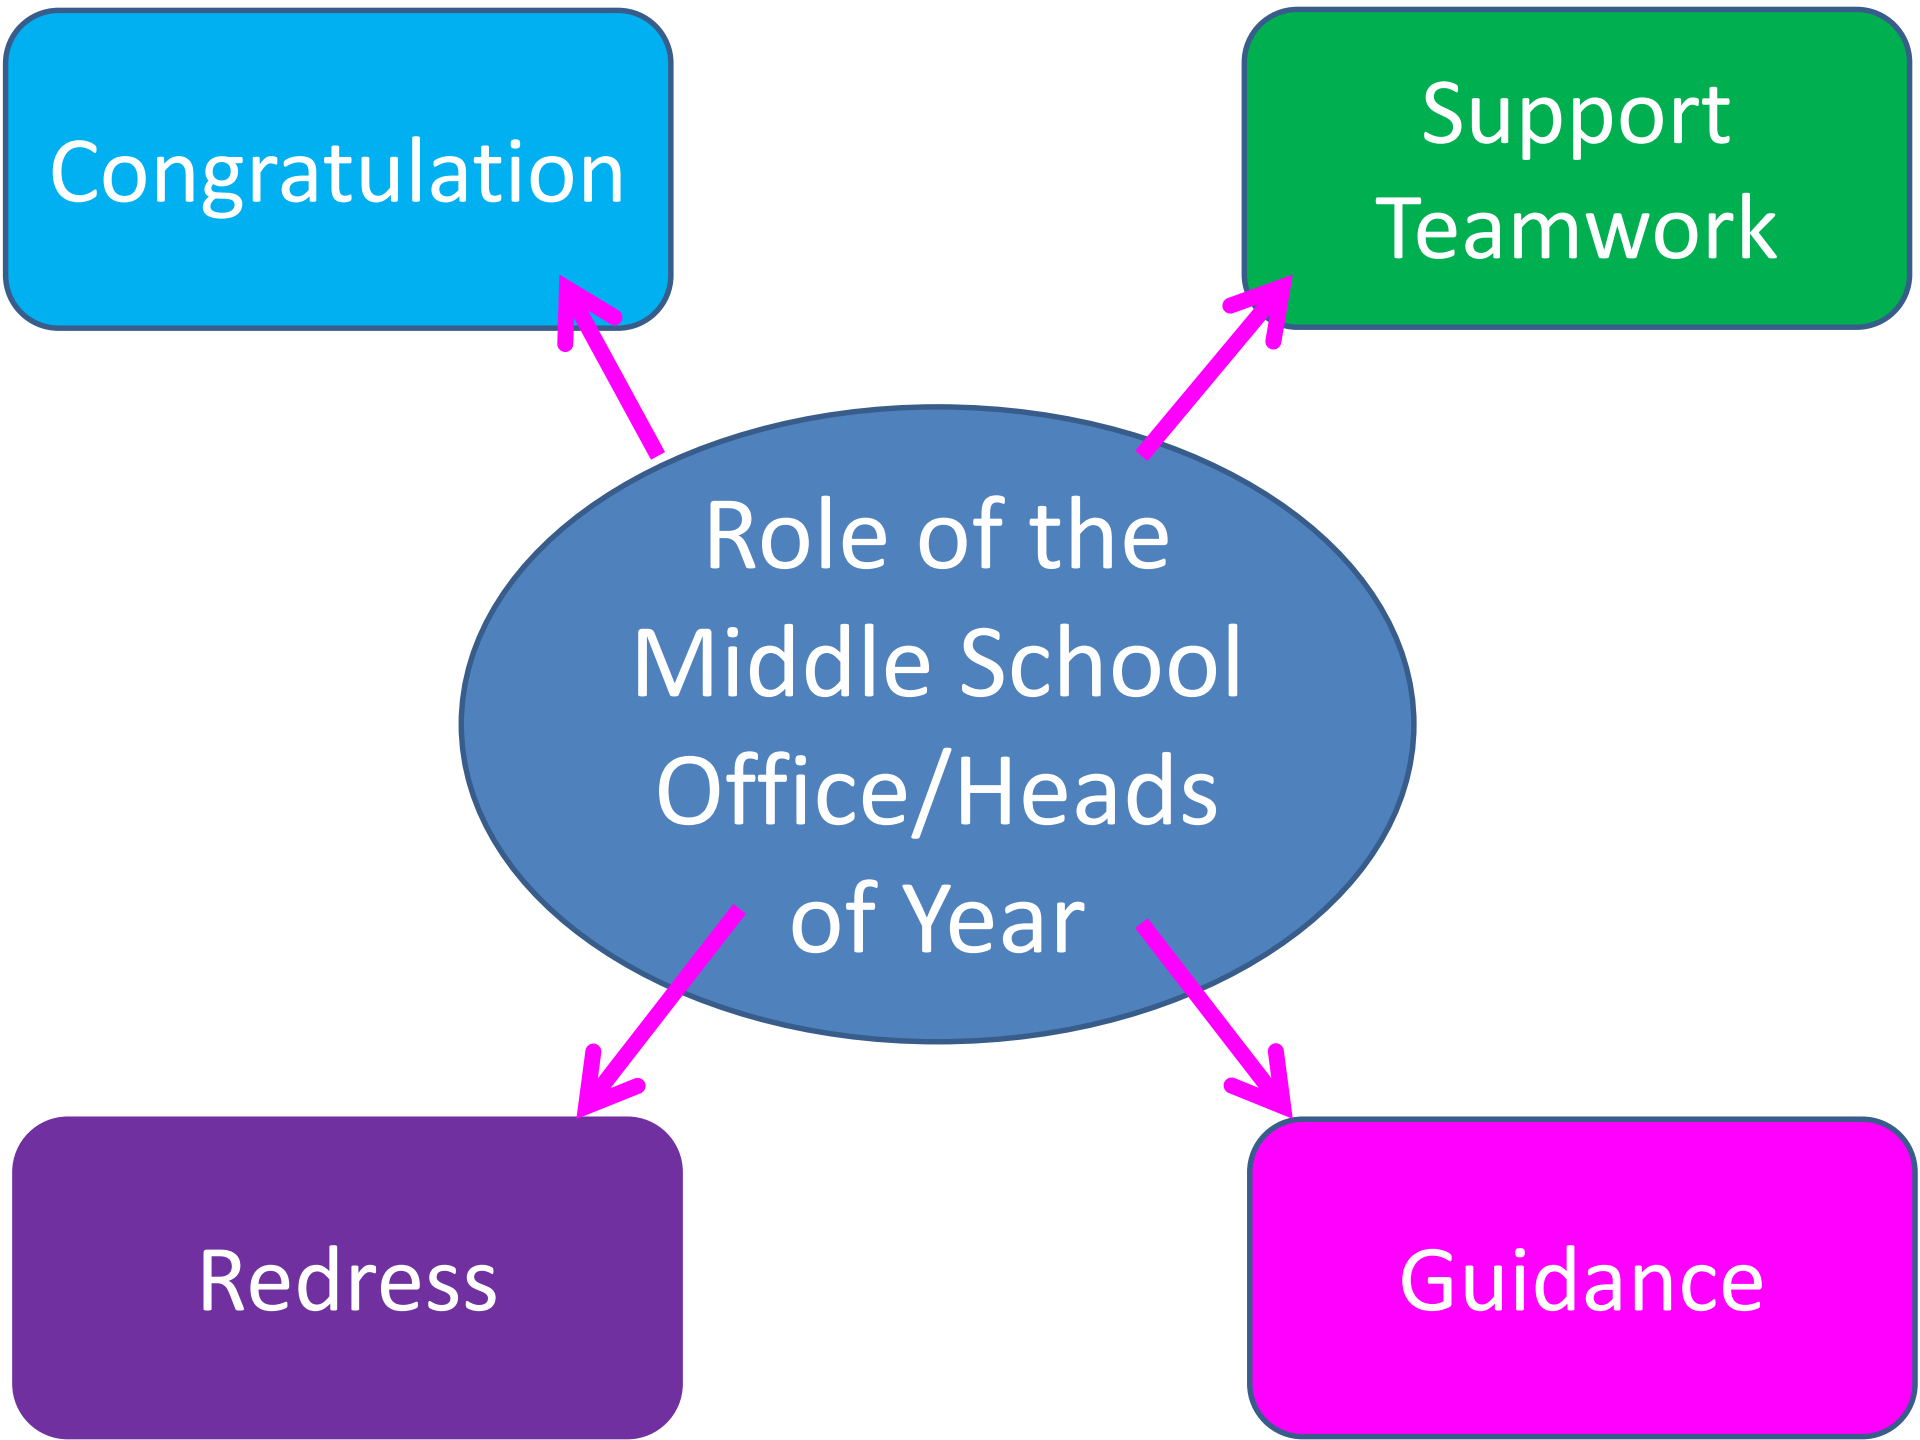 Congratulation
Support
Teamwork
Role of the
Middle School
Office/Heads
of Year
Redress
Guidance